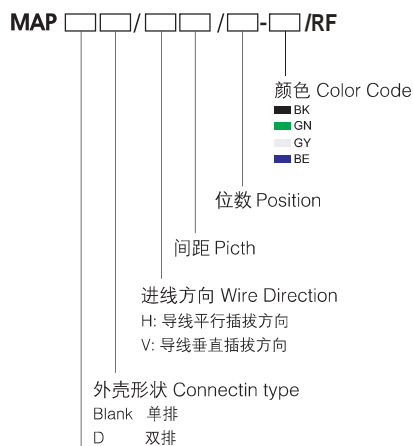 MAP □□/□□/□-□/RF
颜色 Color Code
BK
GN
GY
BE
位数 Position
间距 Picth
进线方向 Wire Direction
H: 导线平行插拔方向
V: 导线垂直插拔方向
外壳形状 Connectin type
Blank 单排
D 双排